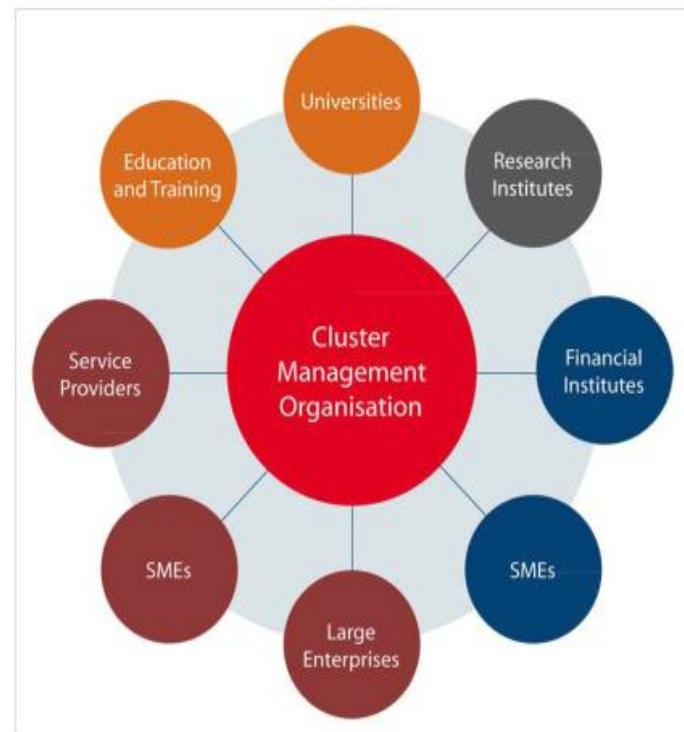 Universities
Education
and Training
Research
Institutes
Cluster
Management
Organisation
Service
Providers
Financial
Institutes
SMEs
SMEs
Large
Enterprises